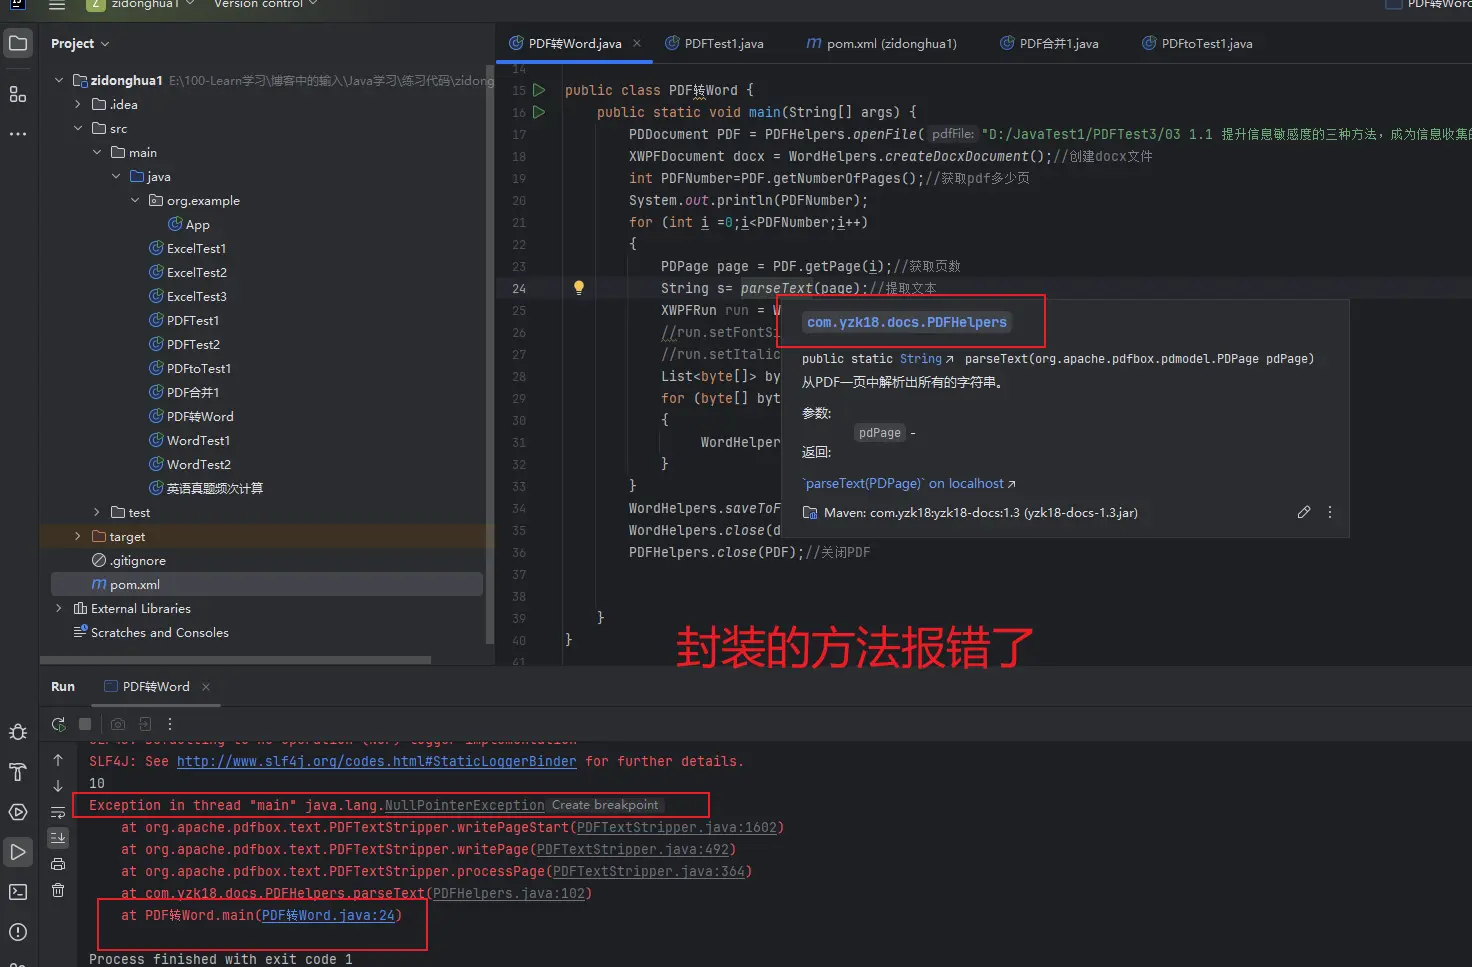 Z zidonghua1
Version control
PDF转Word
Project
PDF转Word.java
PDFTest1.java
m pom.xml (zidonghua1)
PDF合并1.java
PDFtoTest1.java
zidonghua1 E:\100-Learn学习\博客中的输入\Java学习\练习代码\zidong
.idea
src
main
java
org.example
App
ExcelTest1
ExcelTest2
ExcelTest3
PDFTest1
PDFTest2
PDFtoTest1
PDF合并1
PDF转Word
WordTest1
WordTest2
英语真题频次计算
test
target
.gitignore
m pom.xml
External Libraries
Scratches and Consoles
14
15 public class PDF转Word {
16 public static void main(String[] args) {
17 PDDocument PDF = PDFHelpers.openFile( pdfFile: "D:/JavaTest1/PDFTest3/03 1.1 提升信息敏感度的三种方法，成为信息收集的
18 XWPFDocument docx = WordHelpers.createDocxDocument();//创建docx文件
19 int PDFNumber=PDF.getNumberOfPages();//获取pdf多少页
20 System.out.println(PDFNumber);
21 for (int i =0;i<PDFNumber;i++)
22 {
23 PDPage page = PDF.getPage(i);//获取页数
24 String s= parseText(page);//提取文本
25 XWPFRun run = W
26 //run.setFontSi
27 //run.setItalic
28 List<byte[]> by
29 for (byte[] byt
30 {
31 WordHelper
32 }
33 }
34 WordHelpers.saveToF
35 WordHelpers.close(d
36 PDFHelpers.close(PDF);//关闭PDF
37
38
39 }
40 }
41
com.yzk18.docs.PDFHelpers
public static String parseText(org.apache.pdfbox.pdmodel.PDPage pdPage)
从PDF一页中解析出所有的字符串。
参数:
pdPage -
返回:
`parseText(PDPage)` on localhost
Maven: com.yzk18:yzk18-docs:1.3 (yzk18-docs-1.3.jar)
封装的方法报错了
Run
PDF转Word
SLF4J: Defaulting to no-operation (NOP) logger implementation
SLF4J: See http://www.slf4j.org/codes.html#StaticLoggerBinder for further details.
10
Exception in thread "main" java.lang.NullPointerException Create breakpoint
at org.apache.pdfbox.text.PDFTextStripper.writePageStart(PDFTextStripper.java:1602)
at org.apache.pdfbox.text.PDFTextStripper.writePage(PDFTextStripper.java:492)
at org.apache.pdfbox.text.PDFTextStripper.processPage(PDFTextStripper.java:364)
at com.yzk18.docs.PDFHelpers.parseText(PDFHelpers.java:102)
at PDF转Word.main(PDF转Word.java:24)
Process finished with exit code 1